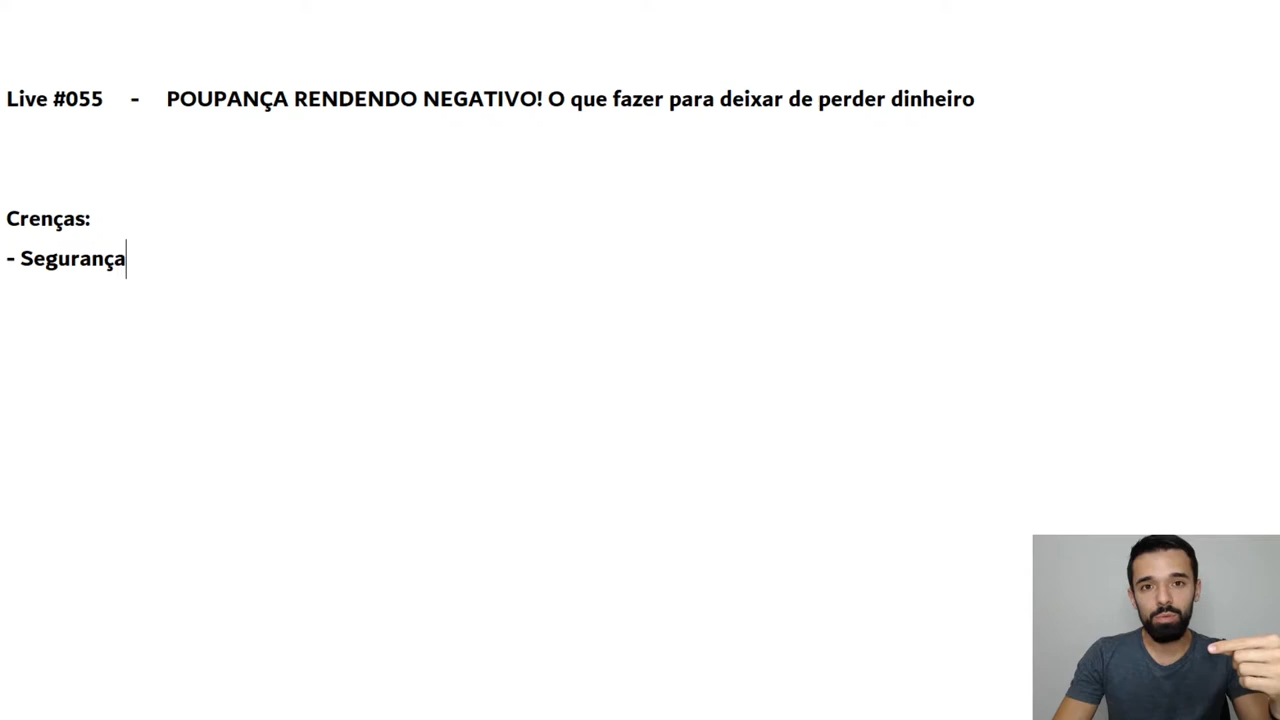 Live #055 - POUPANÇA RENDENDO NEGATIVO! O que fazer para deixar de perder dinheiro
Crenças:
- Segurança